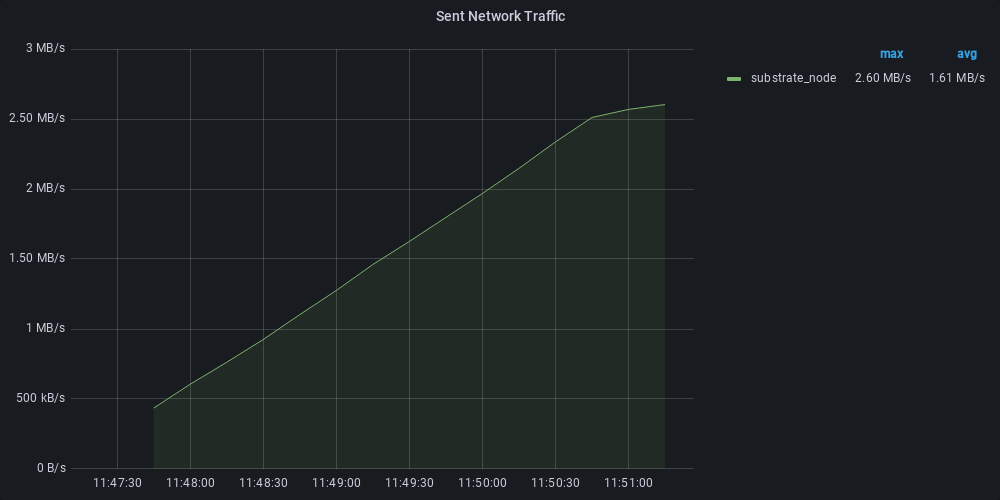 Sent Network Traffic
3 MB/s
2.50 MB/s
2 MB/s
1.50 MB/s
1 MB/s
500 kB/s
0 B/s
11:47:30 11:48:00 11:48:30 11:49:00 11:49:30 11:50:00 11:50:30 11:51:00
max avg
substrate_node 2.60 MB/s 1.61 MB/s